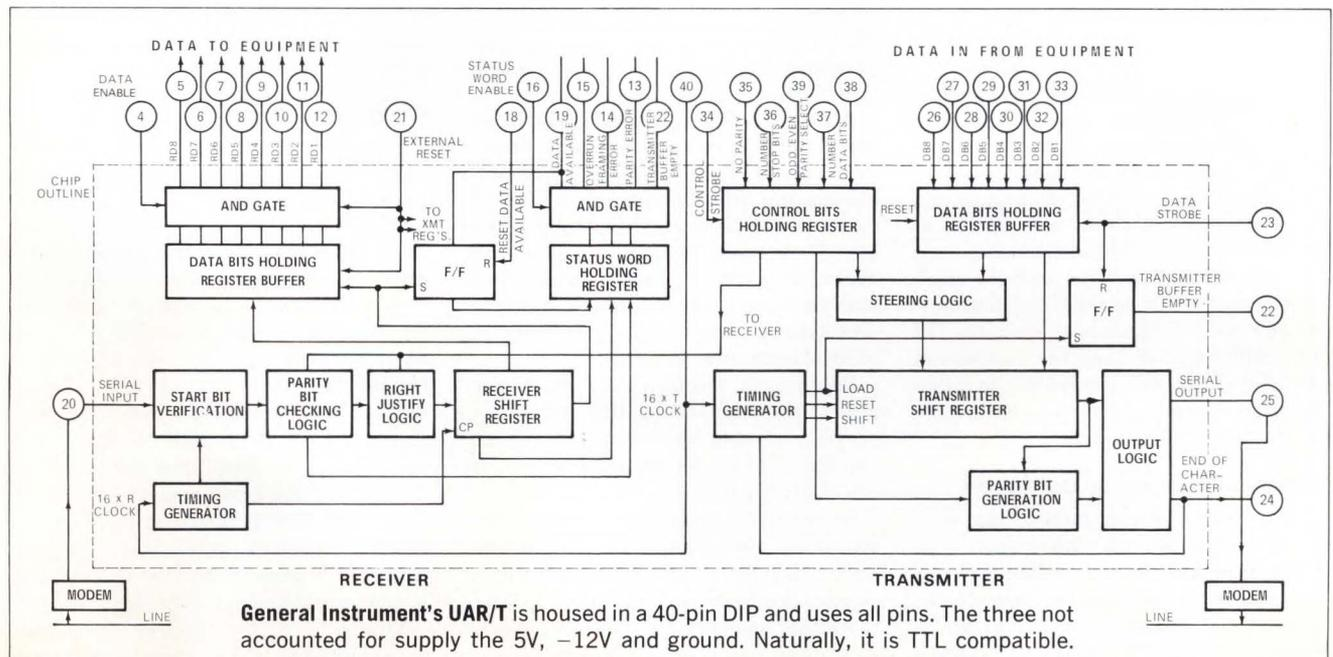 DATA TO EQUIPMENT
DATA IN FROM EQUIPMENT
DATA ENABLE
4
5
6
7
8
9
10
11
12
RD8
RD7
RD6
RD5
RD4
RD3
RD2
RD1
21
EXTERNAL RESET
STATUS WORD ENABLE
16
18
RESET DATA AVAILABLE
19
DATA AVAILABLE
15
OVERRUN
14
FRAMING ERROR
13
PARITY ERROR
22
TRANSMITTER BUFFER EMPTY
40
34
CONTROL STROBE
35
NO PARITY
36
NUMBER STOP BITS
39
ODD EVEN PARITY SELECT
37
38
NUMBER DATA BITS
26
27
28
29
30
31
32
33
DB8
DB7
DB6
DB5
DB4
DB3
DB2
DB1
CHIP OUTLINE
AND GATE
TO XMT REG'S.
DATA BITS HOLDING REGISTER BUFFER
F/F
R
S
AND GATE
STATUS WORD HOLDING REGISTER
CONTROL BITS HOLDING REGISTER
RESET
DATA BITS HOLDING REGISTER BUFFER
DATA STROBE
23
STEERING LOGIC
R
F/F
S
TRANSMITTER BUFFER EMPTY
22
TO RECEIVER
20
SERIAL INPUT
START BIT VERIFICATION
PARITY BIT CHECKING LOGIC
RIGHT JUSTIFY LOGIC
RECEIVER SHIFT REGISTER
CP
16 x R CLOCK
TIMING GENERATOR
16 x T CLOCK
TIMING GENERATOR
LOAD
RESET
SHIFT
TRANSMITTER SHIFT REGISTER
PARITY BIT GENERATION LOGIC
OUTPUT LOGIC
SERIAL OUTPUT
25
END OF CHAR-ACTER
24
RECEIVER
TRANSMITTER
MODEM
LINE
MODEM
LINE
General Instrument's UAR/T is housed in a 40-pin DIP and uses all pins. The three not
accounted for supply the 5V, −12V and ground. Naturally, it is TTL compatible.